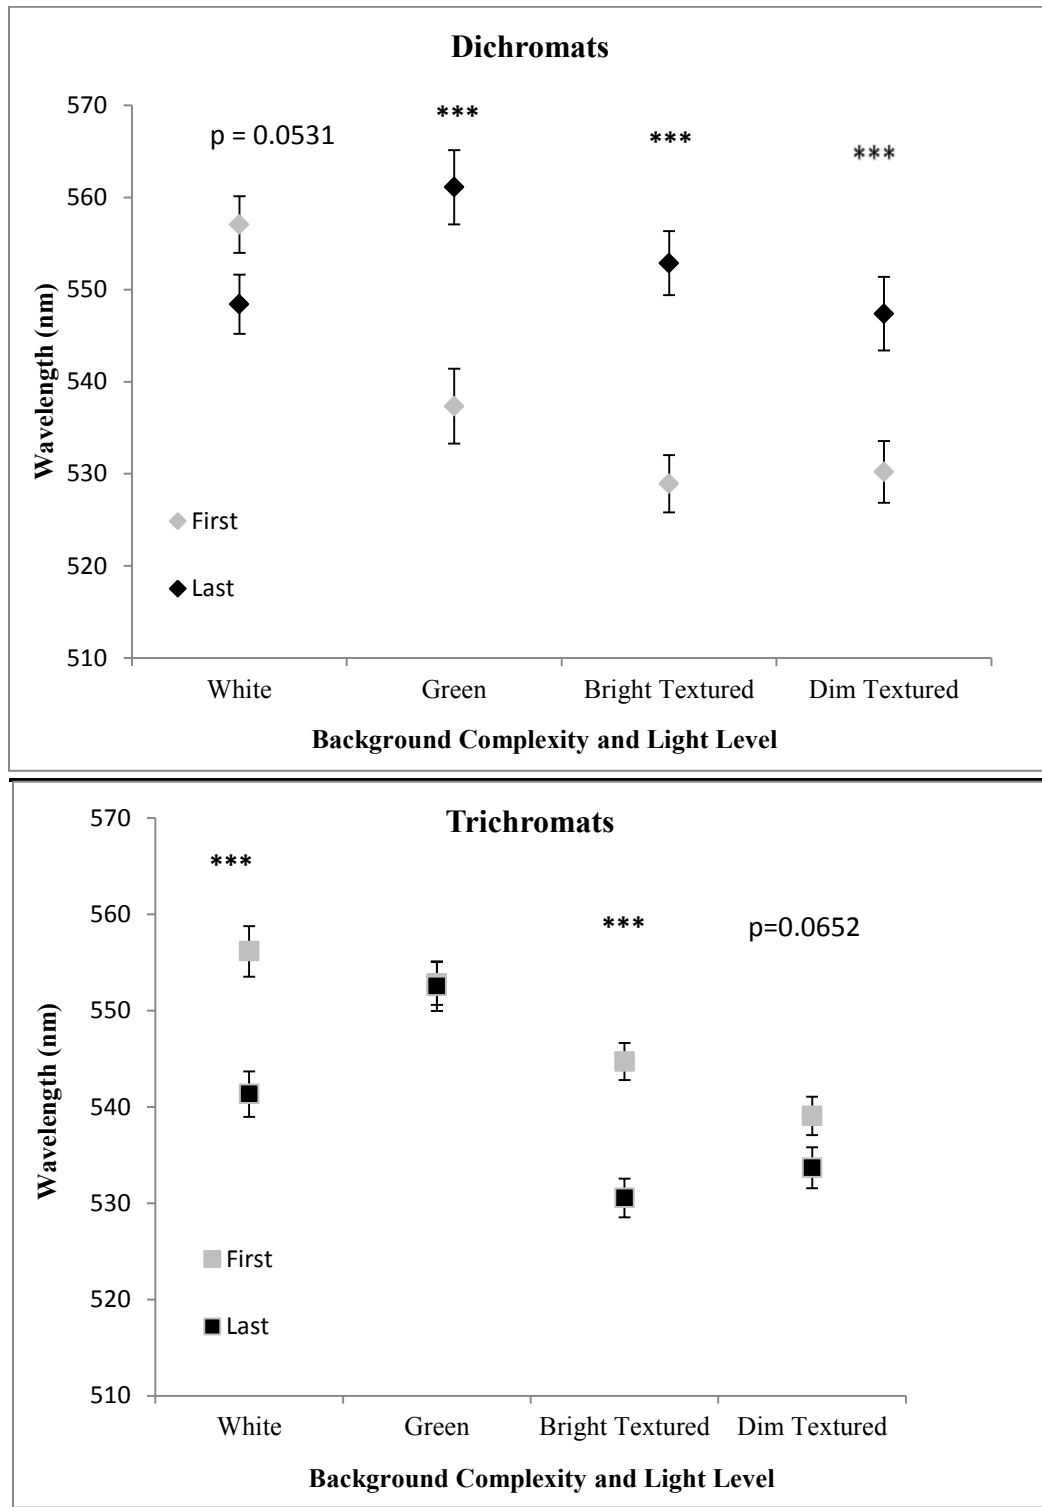 Dichromats
570
560
550
540
530
520
510
Wavelength (nm)
p = 0.0531
***
***
***
First
Last
White Green Bright Textured Dim Textured
Background Complexity and Light Level
Trichromats
570
560
550
540
530
520
510
Wavelength (nm)
***
***
p=0.0652
First
Last
White Green Bright Textured Dim Textured
Background Complexity and Light Level